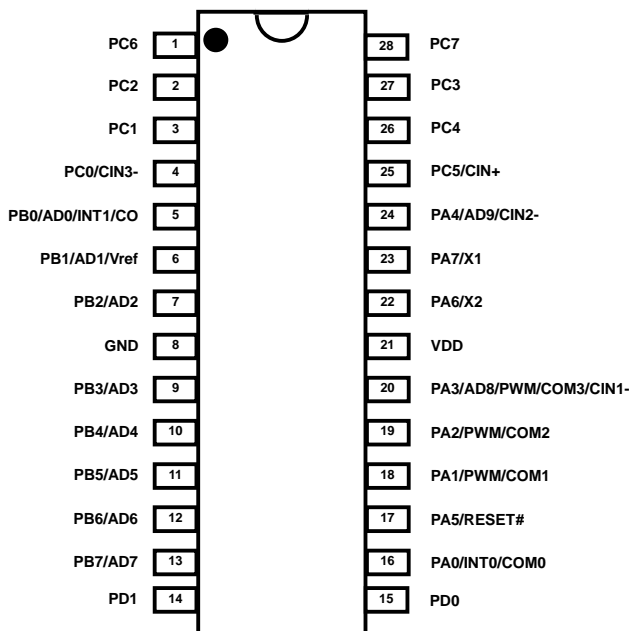 PC6 1 28 PC7
PC2 2 27 PC3
PC1 3 26 PC4
PC0/CIN3- 4 25 PC5/CIN+
PB0/AD0/INT1/CO 5 24 PA4/AD9/CIN2-
PB1/AD1/Vref 6 23 PA7/X1
PB2/AD2 7 22 PA6/X2
GND 8 21 VDD
PB3/AD3 9 20 PA3/AD8/PWM/COM3/CIN1-
PB4/AD4 10 19 PA2/PWM/COM2
PB5/AD5 11 18 PA1/PWM/COM1
PB6/AD6 12 17 PA5/RESET#
PB7/AD7 13 16 PA0/INT0/COM0
PD1 14 15 PD0